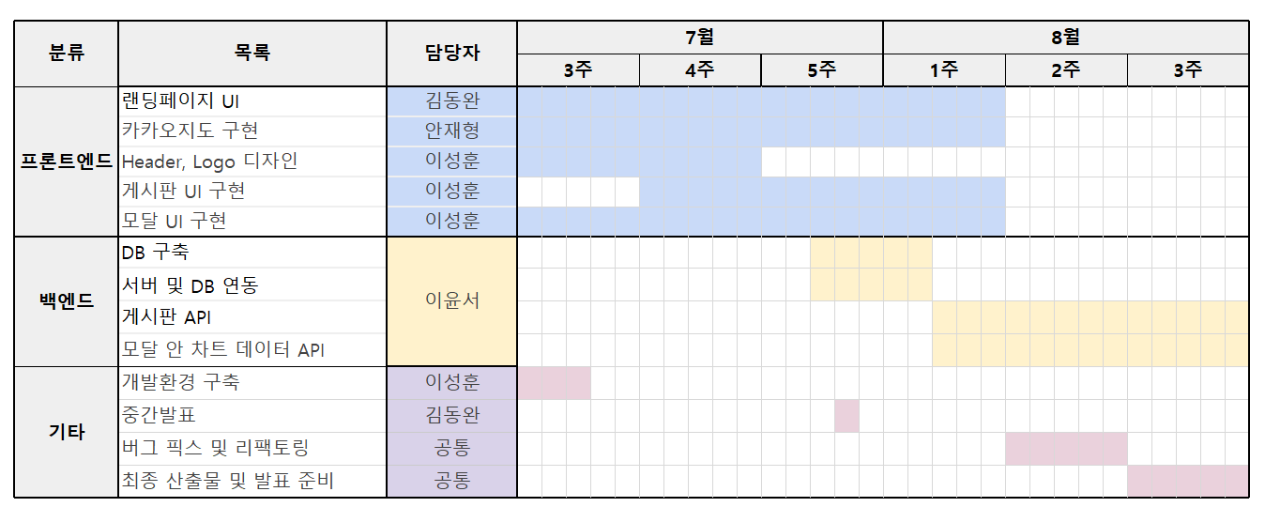 분류 목록 담당자 7월 8월
3주 4주 5주 1주 2주 3주
프론트엔드
랜딩페이지 UI 김동완
카카오지도 구현 안재형
Header, Logo 디자인 이성훈
게시판 UI 구현 이성훈
모달 UI 구현 이성훈
백엔드
DB 구축 이윤서
서버 및 DB 연동
게시판 API
모달 안 차트 데이터 API
기타
개발환경 구축 이성훈
중간발표 김동완
버그 픽스 및 리팩토링 공통
최종 산출물 및 발표 준비 공통